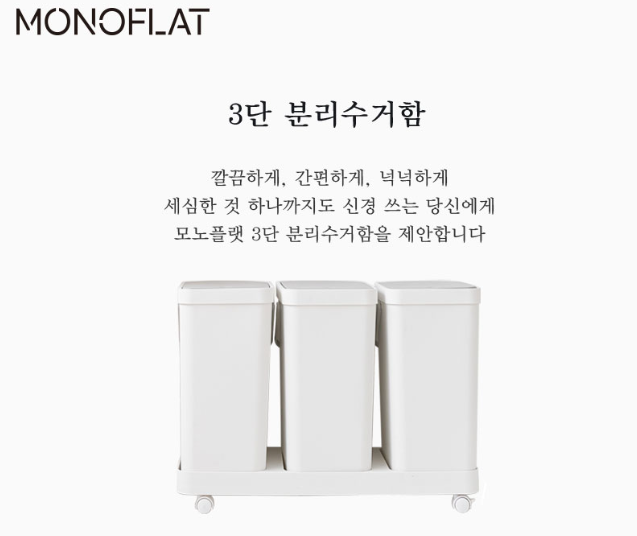 MONOFLAT
3단 분리수거함
깔끔하게, 간편하게, 넉넉하게
세심한 것 하나까지도 신경 쓰는 당신에게
모노플랫 3단 분리수거함을 제안합니다